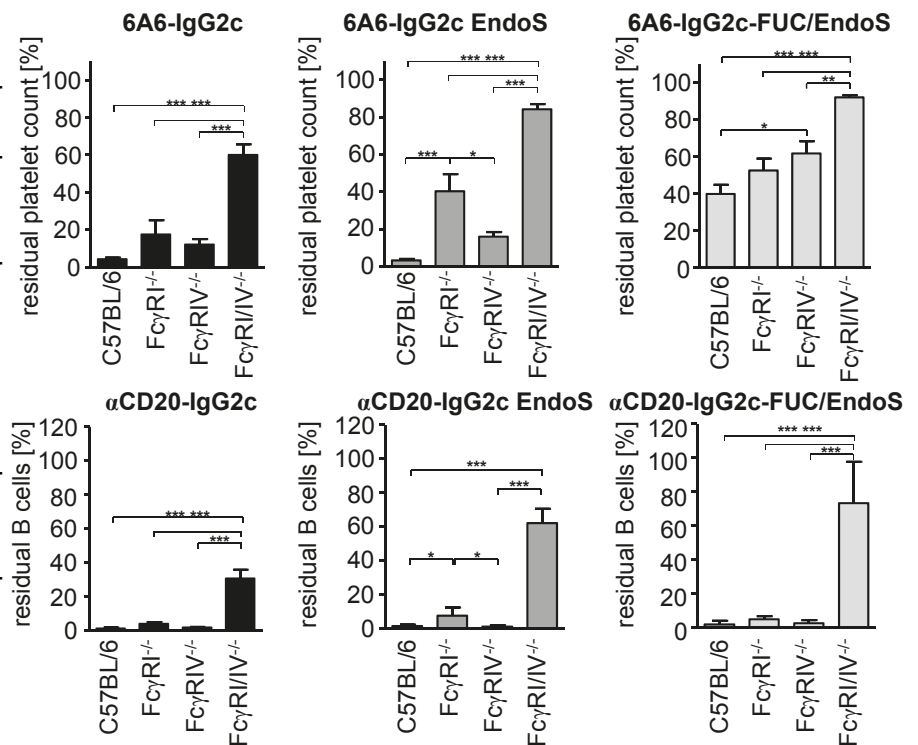 6A6-IgG2c
residual platelet count [%]
100
80
60
40
20
0
*** ***
***
C57BL/6
FcγRI-/-
FcγRIV-/-
FcγRI/IV-/-
6A6-IgG2c EndoS
residual platelet count [%]
100
80
60
40
20
0
*** ***
***
***
*
C57BL/6
FcγRI-/-
FcγRIV-/-
FcγRI/IV-/-
6A6-IgG2c-FUC/EndoS
residual platelet count [%]
100
80
60
40
20
0
*** ***
**
*
C57BL/6
FcγRI-/-
FcγRIV-/-
FcγRI/IV-/-
αCD20-IgG2c
residual B cells [%]
120
100
80
60
40
20
0
*** ***
***
C57BL/6
FcγRI-/-
FcγRIV-/-
FcγRI/IV-/-
αCD20-IgG2c EndoS
residual B cells [%]
120
100
80
60
40
20
0
***
***
*
*
C57BL/6
FcγRI-/-
FcγRIV-/-
FcγRI/IV-/-
αCD20-IgG2c-FUC/EndoS
residual B cells [%]
120
100
80
60
40
20
0
*** ***
***
C57BL/6
FcγRI-/-
FcγRIV-/-
FcγRI/IV-/-